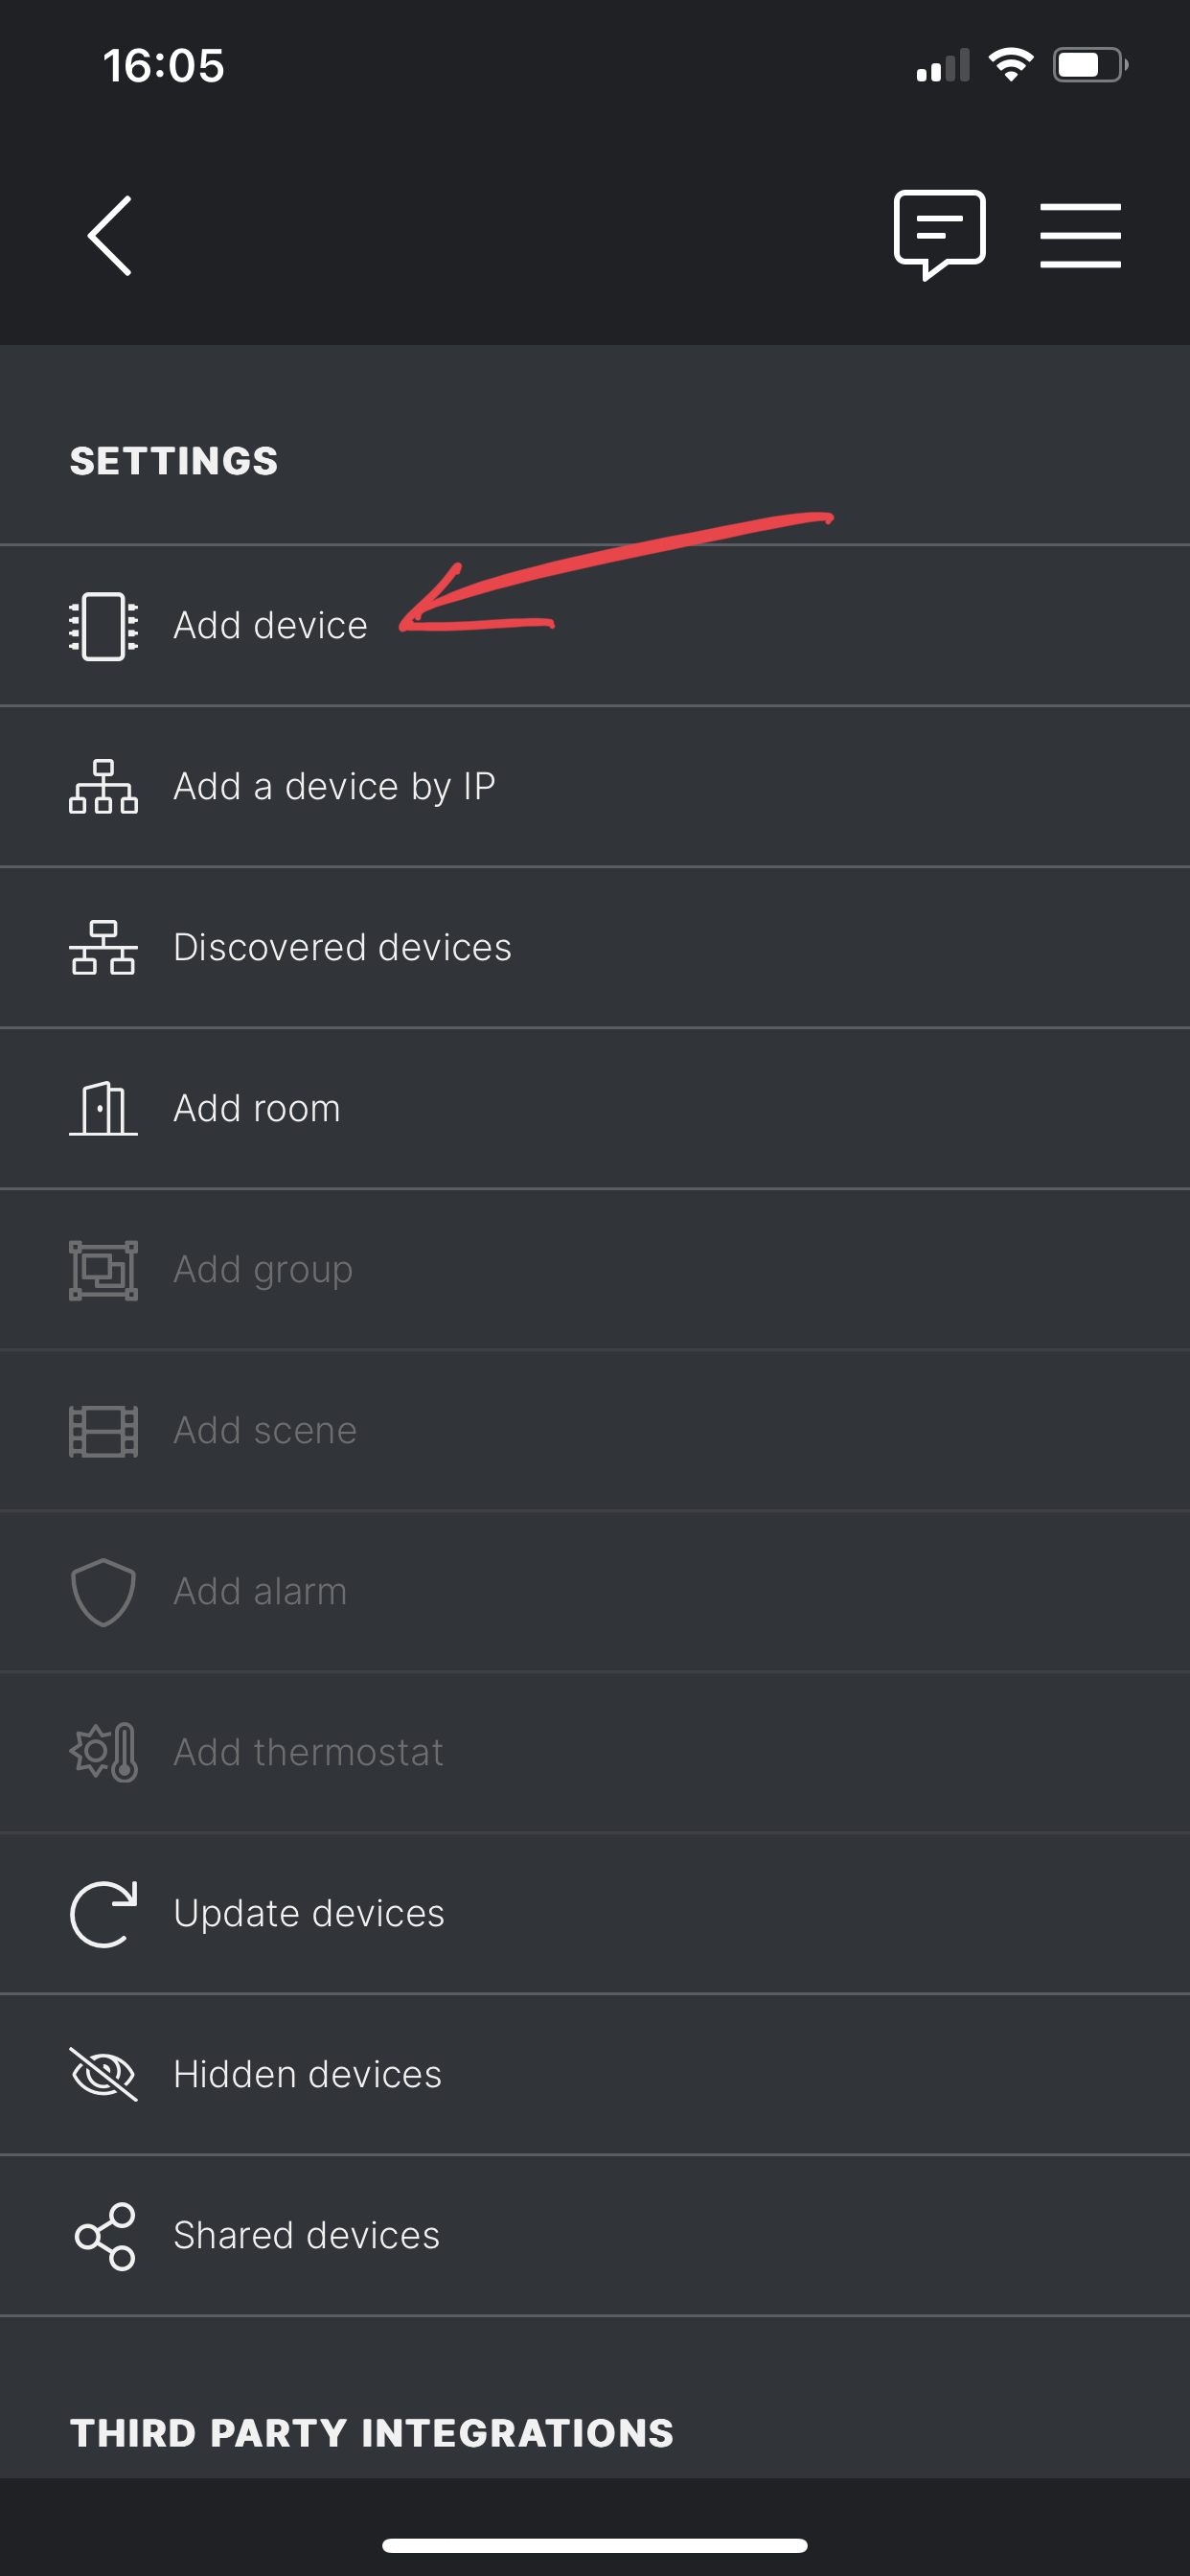 16:05
SETTINGS
Add device
Add a device by IP
Discovered devices
Add room
Add group
Add scene
Add alarm
Add thermostat
Update devices
Hidden devices
Shared devices
THIRD PARTY INTEGRATIONS